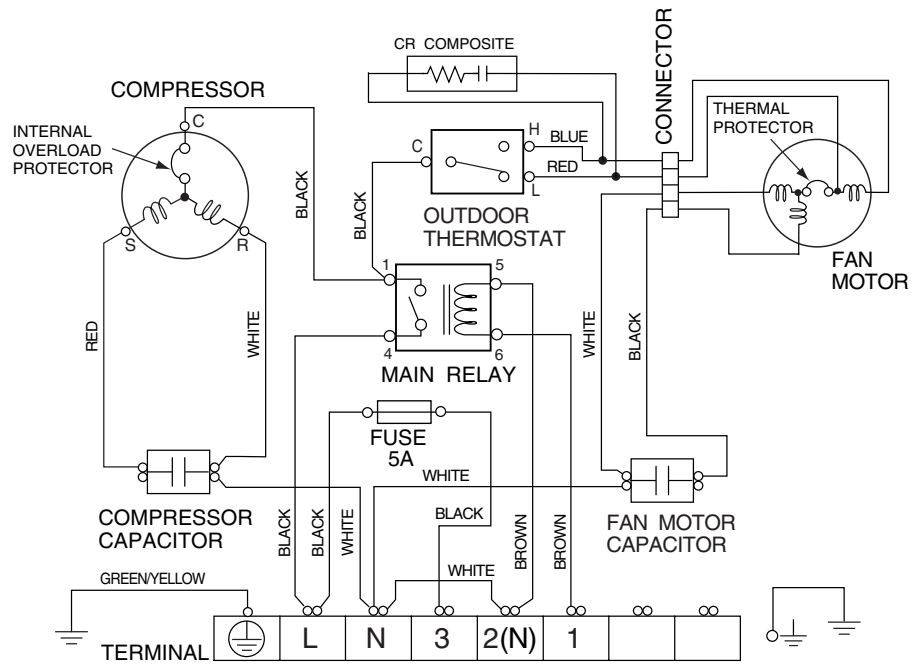 CR COMPOSITE
CONNECTOR
COMPRESSOR
C
INTERNAL
OVERLOAD
PROTECTOR
S
R
BLACK
RED
WHITE
C
H
BLUE
RED
L
BLACK
OUTDOOR
THERMOSTAT
THERMAL
PROTECTOR
FAN
MOTOR
1
5
4
6
MAIN RELAY
WHITE
BLACK
FUSE
5A
WHITE
COMPRESSOR
CAPACITOR
BLACK
BLACK
WHITE
BLACK
BROWN
BROWN
FAN MOTOR
CAPACITOR
WHITE
GREEN/YELLOW
TERMINAL
L
N
3
2(N)
1